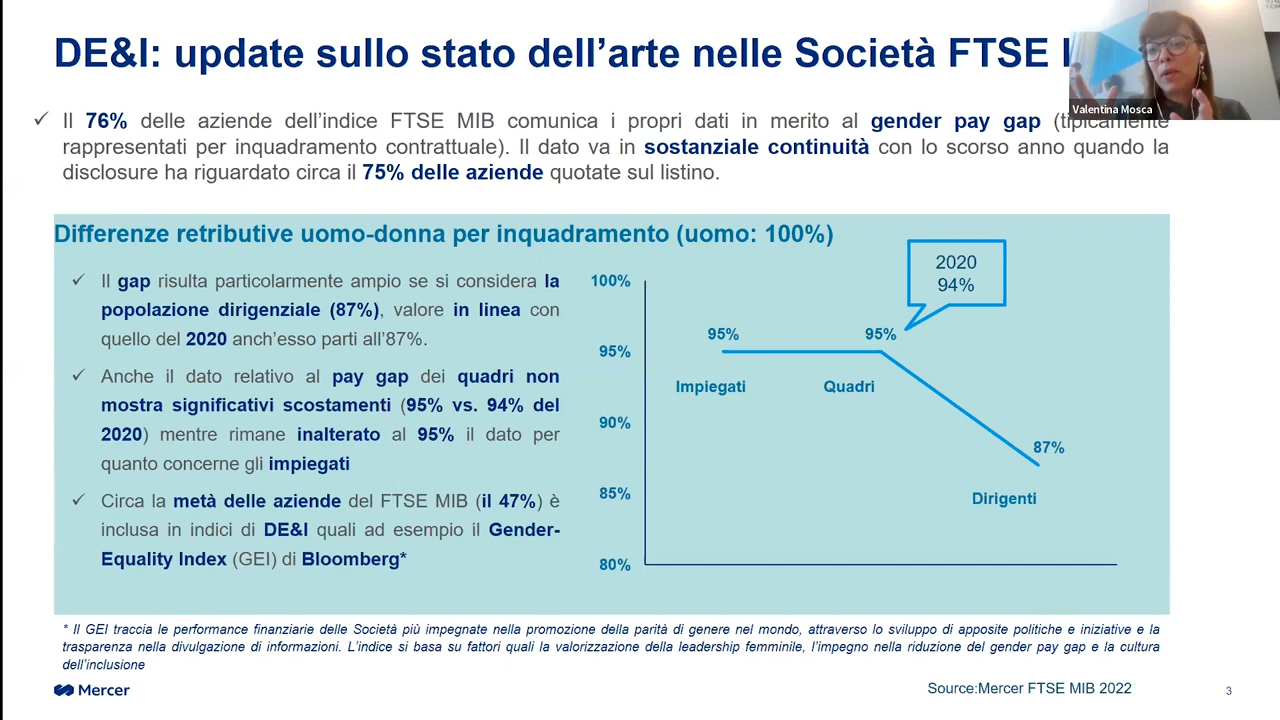 DE&I: update sullo stato dell'arte nelle Società FTSE
Valentina Mosca
✓ Il 76% delle aziende dell'indice FTSE MIB comunica i propri dati in merito al gender pay gap (tipicamente
rappresentati per inquadramento contrattuale). Il dato va in sostanziale continuità con lo scorso anno quando la
disclosure ha riguardato circa il 75% delle aziende quotate sul listino.
Differenze retributive uomo-donna per inquadramento (uomo: 100%)
✓ Il gap risulta particolarmente ampio se si considera la
popolazione dirigenziale (87%), valore in linea con
quello del 2020 anch'esso parti all'87%.
✓ Anche il dato relativo al pay gap dei quadri non
mostra significativi scostamenti (95% vs. 94% del
2020) mentre rimane inalterato al 95% il dato per
quanto concerne gli impiegati
✓ Circa la metà delle aziende del FTSE MIB (il 47%) è
inclusa in indici di DE&I quali ad esempio il Gender-
Equality Index (GEI) di Bloomberg*
2020
94%
100%
95%
90%
85%
80%
95%
95%
87%
Impiegati
Quadri
Dirigenti
* Il GEI traccia le performance finanziarie delle Società più impegnate nella promozione della parità di genere nel mondo, attraverso lo sviluppo di apposite politiche e iniziative e la
trasparenza nella divulgazione di informazioni. L'indice si basa su fattori quali la valorizzazione della leadership femminile, l'impegno nella riduzione del gender pay gap e la cultura
dell'inclusione
Mercer
Source:Mercer FTSE MIB 2022
3